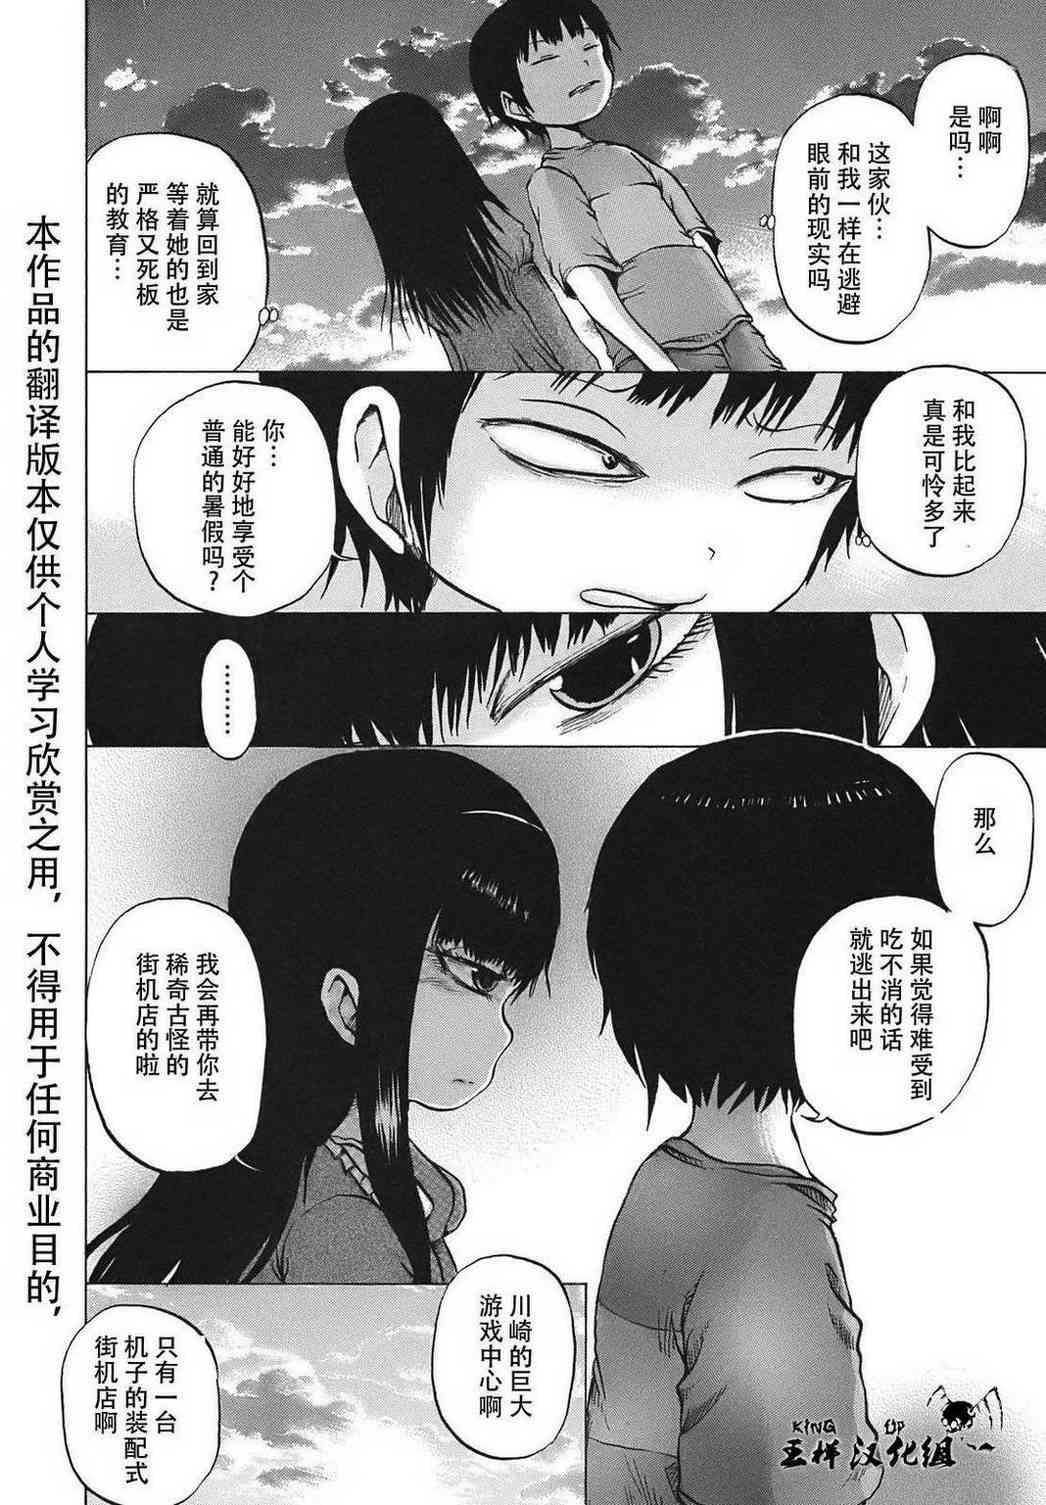 啊啊
是吗…
这家伙…
和我一样在逃避
眼前的现实吗
就算回到家
等着她的也是
严格又死板
的教育…
和我比起来
真是可怜多了
你…
能好好地享受个
普通的暑假吗?
………
那么
如果觉得难受到
吃不消的话
就逃出来吧
我会再带你去
稀奇古怪的
街机店的啦
川崎的巨大
游戏中心啊
只有一台
机子的装配式
街机店啊
本作品的翻译版本仅供个人学习欣赏之用,不得用于任何商业目的,
KING UP
王样汉化组